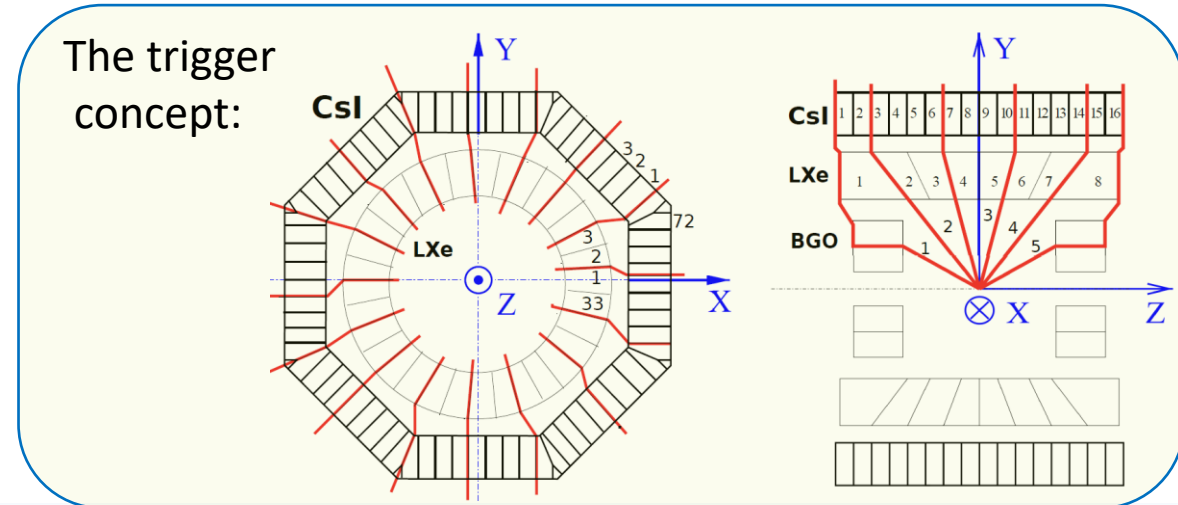 The trigger
concept:
Y
CsI
3
2
1
72
LXe
3
2
1
33
X
Z
Y
CsI 1 2 3 4 5 6 7 8 9 10 11 12 13 14 15 16
LXe 1 2 3 4 5 6 7 8
BGO 1 2 3 4 5
X
Z